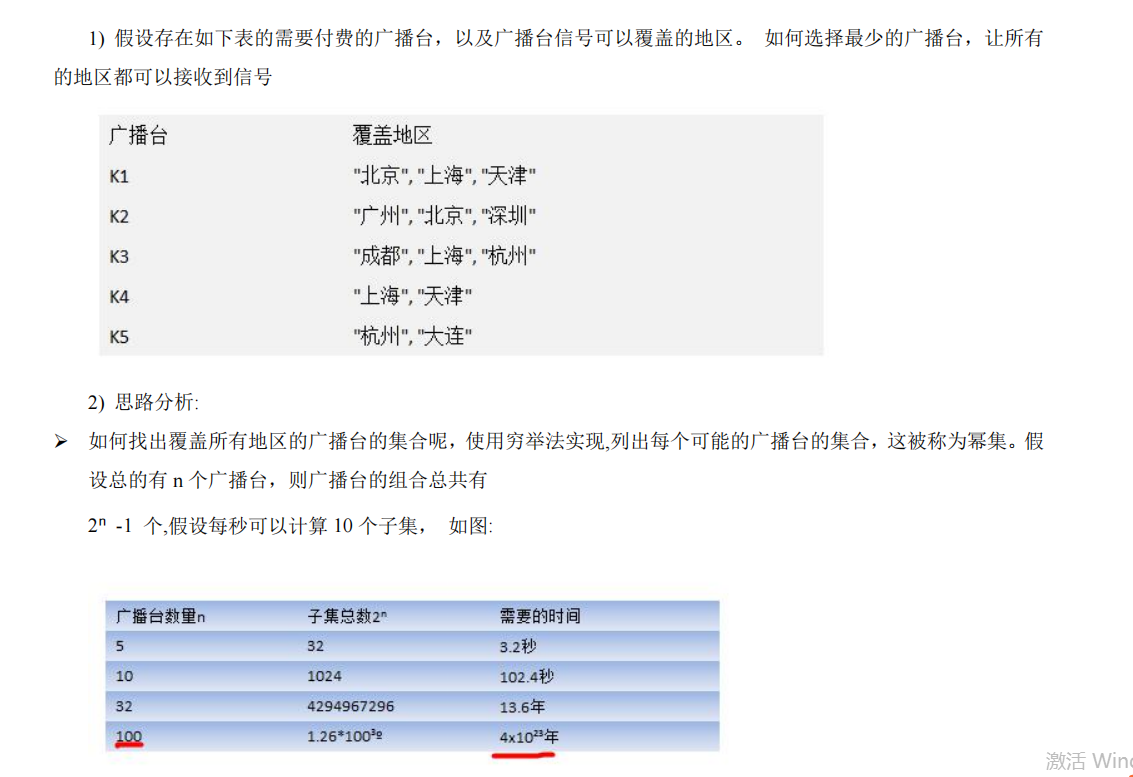 1) 假设存在如下表的需要付费的广播台，以及广播台信号可以覆盖的地区。 如何选择最少的广播台，让所有
的地区都可以接收到信号
广播台 覆盖地区
K1 "北京","上海","天津"
K2 "广州","北京","深圳"
K3 "成都","上海","杭州"
K4 "上海","天津"
K5 "杭州","大连"
2) 思路分析:
➢ 如何找出覆盖所有地区的广播台的集合呢，使用穷举法实现,列出每个可能的广播台的集合，这被称为幂集。假
设总的有 n 个广播台，则广播台的组合总共有
2ⁿ -1 个,假设每秒可以计算 10 个子集， 如图:
广播台数量n 子集总数2ⁿ 需要的时间
5 32 3.2秒
10 1024 102.4秒
32 4294967296 13.6年
100 1.26*100³º 4x10²³年
激活 Win